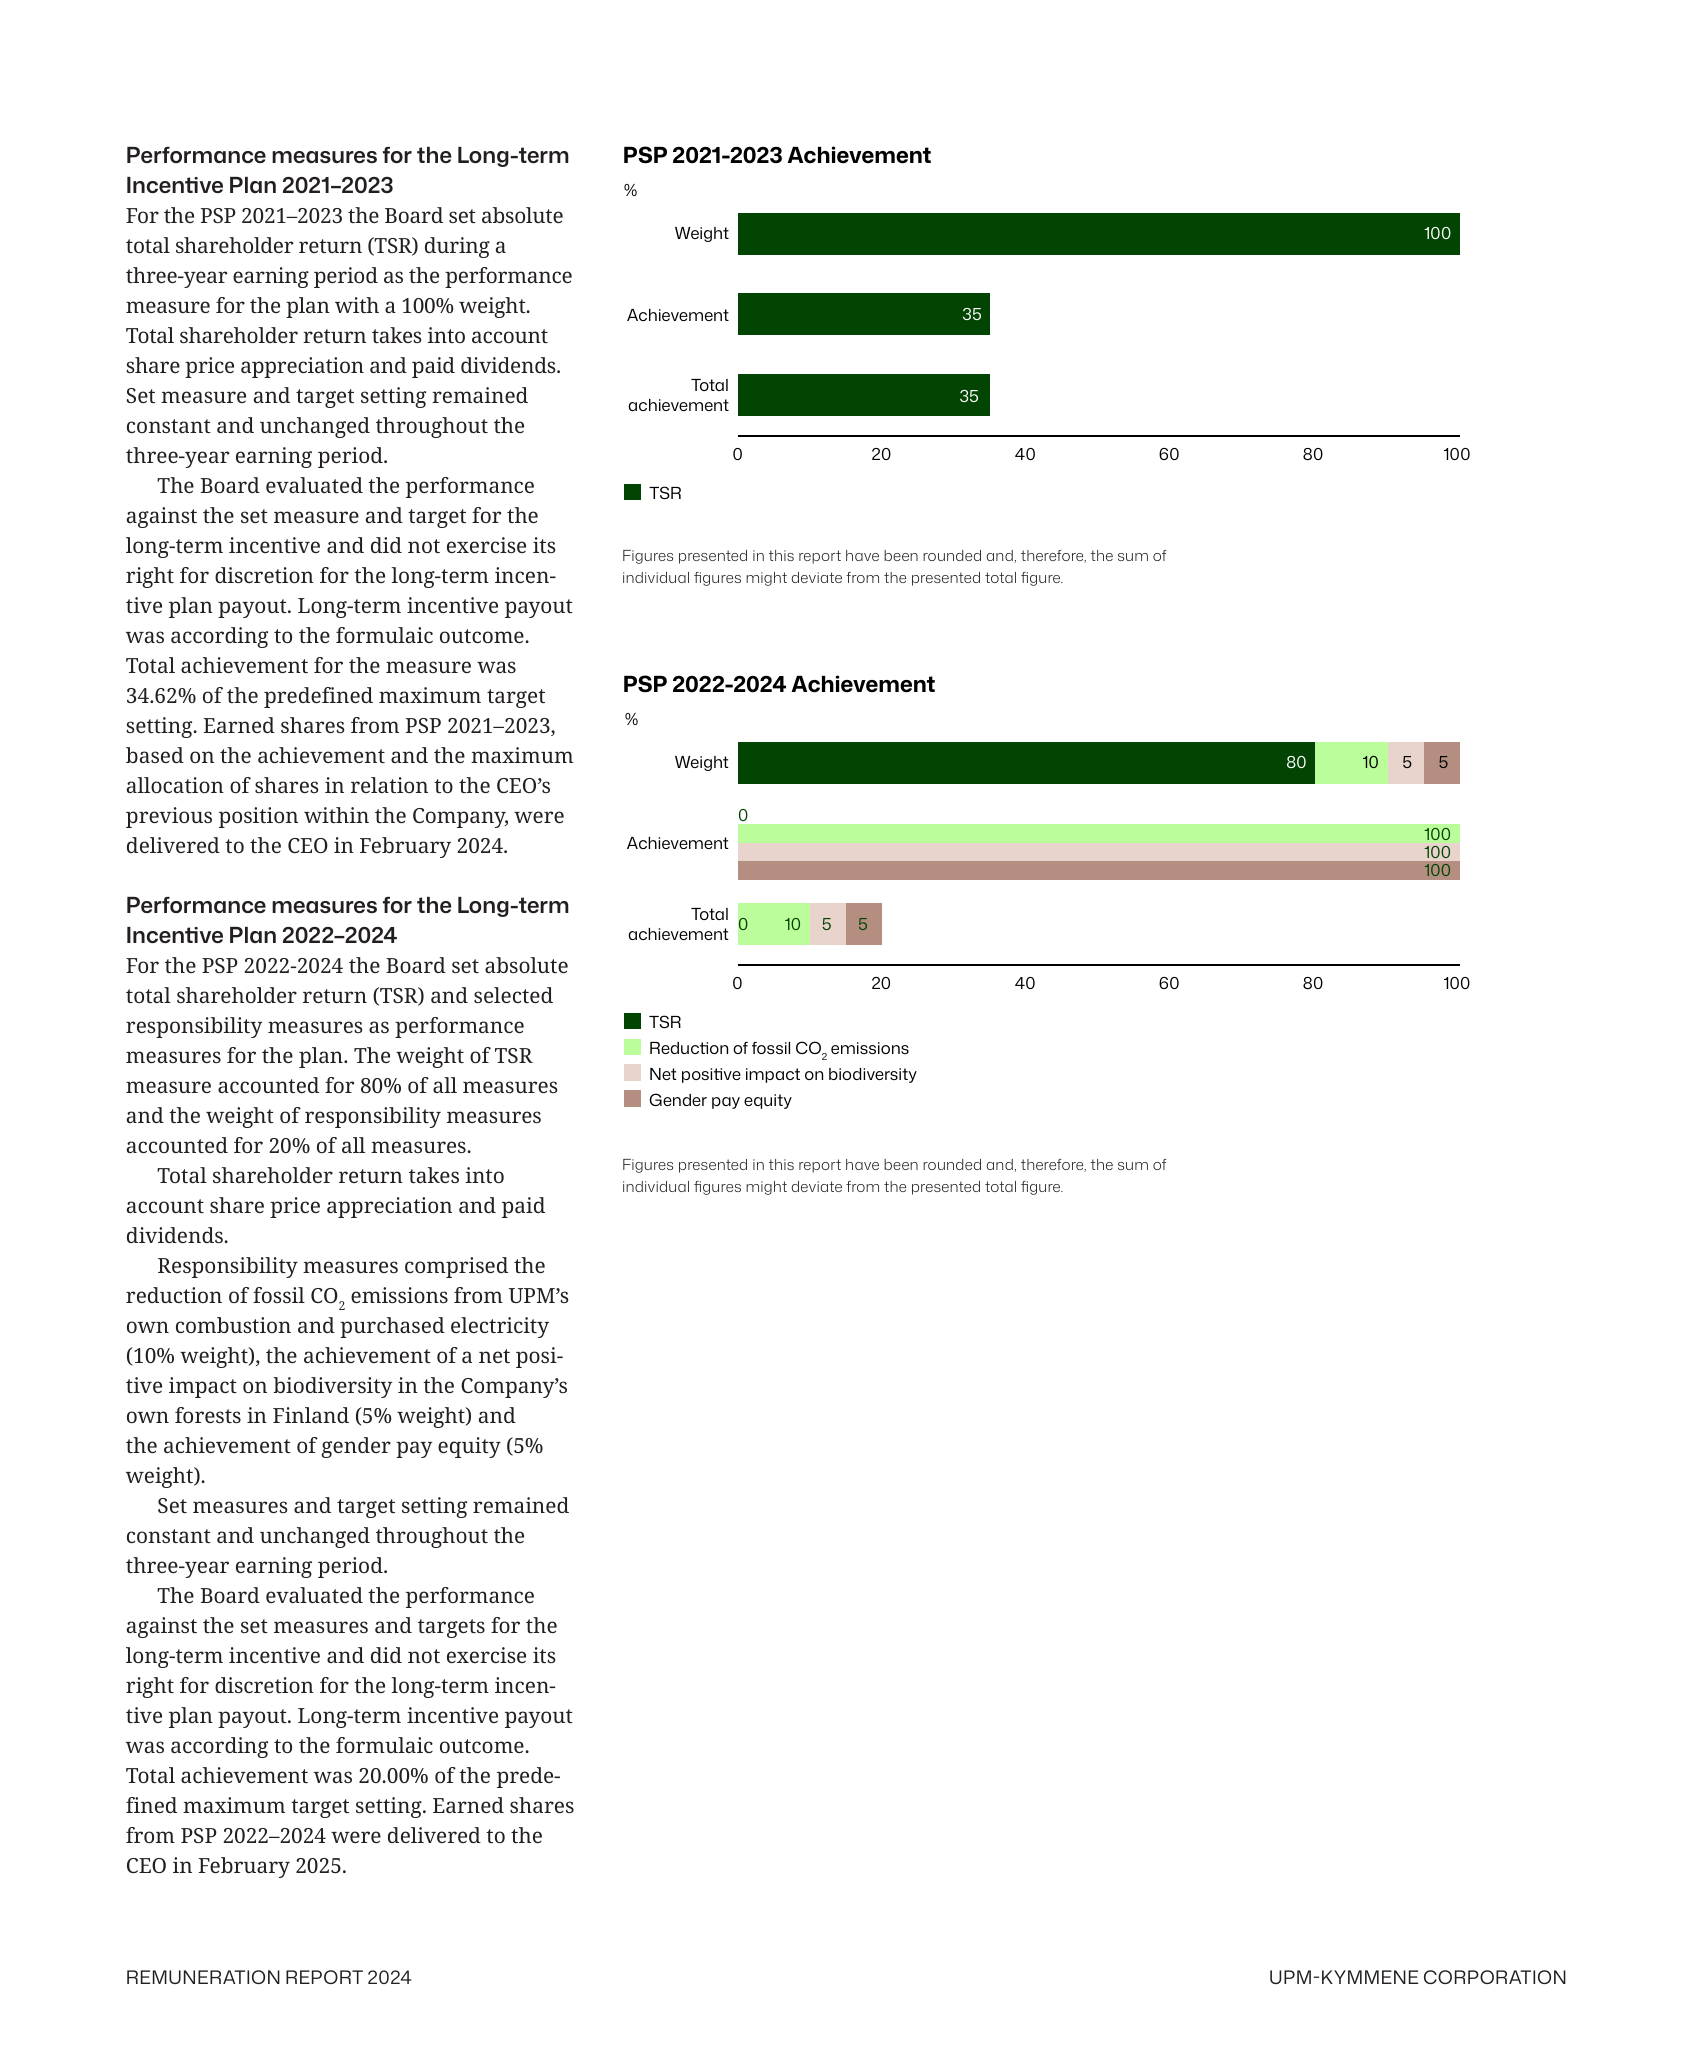 Performance measures for the Long-term
Incentive Plan 2021–2023
For the PSP 2021–2023 the Board set absolute
total shareholder return (TSR) during a
three-year earning period as the performance
measure for the plan with a 100% weight.
Total shareholder return takes into account
share price appreciation and paid dividends.
Set measure and target setting remained
constant and unchanged throughout the
three-year earning period.
The Board evaluated the performance
against the set measure and target for the
long-term incentive and did not exercise its
right for discretion for the long-term incen-
tive plan payout. Long-term incentive payout
was according to the formulaic outcome.
Total achievement for the measure was
34.62% of the predefined maximum target
setting. Earned shares from PSP 2021–2023,
based on the achievement and the maximum
allocation of shares in relation to the CEO’s
previous position within the Company, were
delivered to the CEO in February 2024.
Performance measures for the Long-term
Incentive Plan 2022–2024
For the PSP 2022-2024 the Board set absolute
total shareholder return (TSR) and selected
responsibility measures as performance
measures for the plan. The weight of TSR
measure accounted for 80% of all measures
and the weight of responsibility measures
accounted for 20% of all measures.
Total shareholder return takes into
account share price appreciation and paid
dividends.
Responsibility measures comprised the
reduction of fossil CO₂ emissions from UPM’s
own combustion and purchased electricity
(10% weight), the achievement of a net posi-
tive impact on biodiversity in the Company’s
own forests in Finland (5% weight) and
the achievement of gender pay equity (5%
weight).
Set measures and target setting remained
constant and unchanged throughout the
three-year earning period.
The Board evaluated the performance
against the set measures and targets for the
long-term incentive and did not exercise its
right for discretion for the long-term incen-
tive plan payout. Long-term incentive payout
was according to the formulaic outcome.
Total achievement was 20.00% of the prede-
fined maximum target setting. Earned shares
from PSP 2022–2024 were delivered to the
CEO in February 2025.
PSP 2021-2023 Achievement
%
Weight 100
Achievement 35
Total
achievement 35
0 20 40 60 80 100
TSR
Figures presented in this report have been rounded and, therefore, the sum of
individual figures might deviate from the presented total figure.
PSP 2022-2024 Achievement
%
Weight 80 10 5 5
0
Achievement 100
100
100
Total
achievement 0 10 5 5
0 20 40 60 80 100
TSR
Reduction of fossil CO₂ emissions
Net positive impact on biodiversity
Gender pay equity
Figures presented in this report have been rounded and, therefore, the sum of
individual figures might deviate from the presented total figure.
REMUNERATION REPORT 2024
UPM-KYMMENE CORPORATION